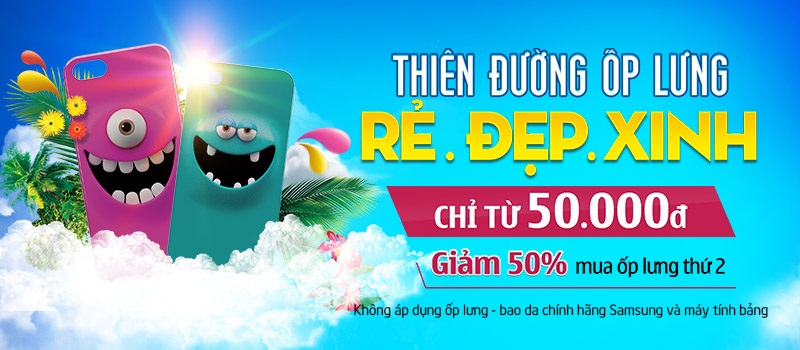 THIÊN ĐƯỜNG ỐP LƯNG
RẺ . ĐẸP . XINH
CHỈ TỪ 50.000đ
Giảm 50% mua ốp lưng thứ 2
Không áp dụng ốp lưng - bao da chính hãng Samsung và máy tính bảng